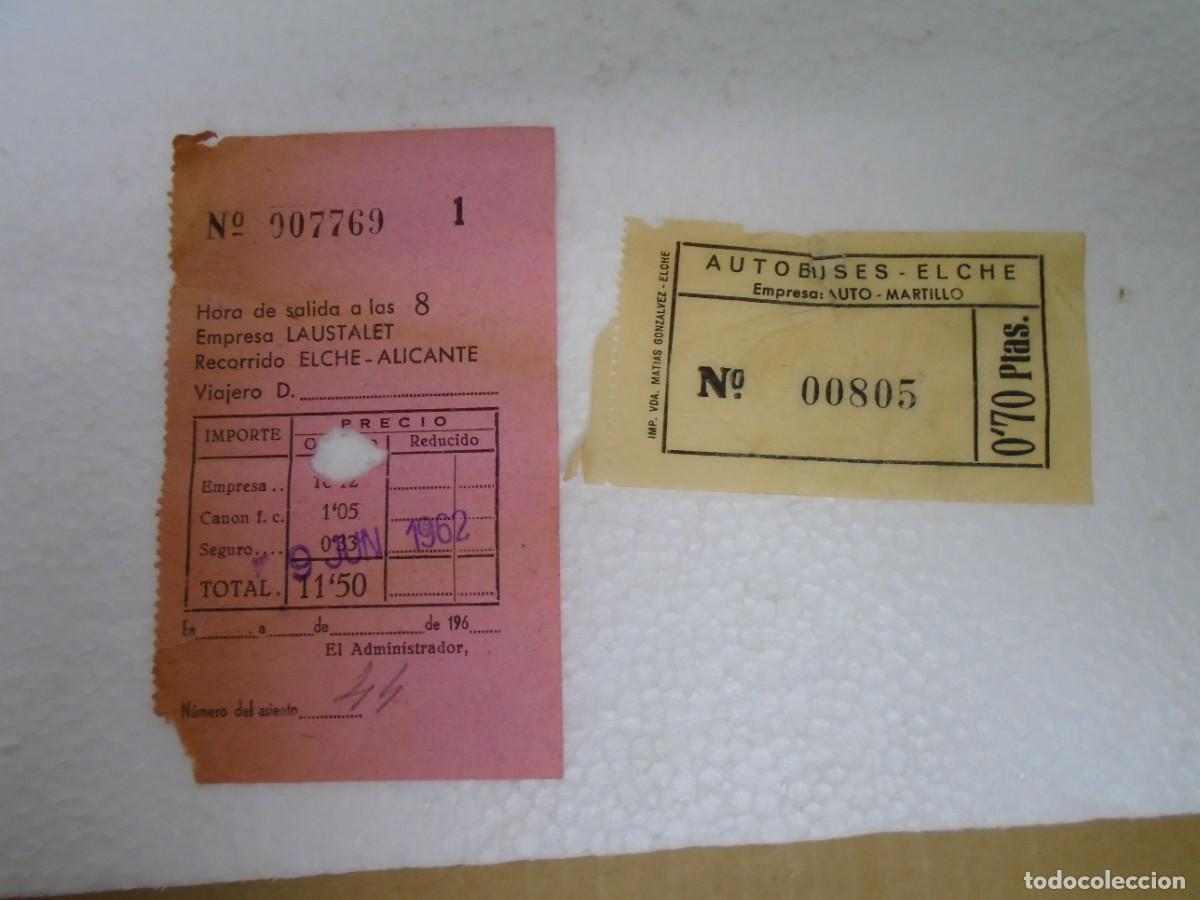 Nº 007769 1
Hora de salida a las 8
Empresa LAUSTALET
Recorrido ELCHE-ALICANTE
Viajero D.
IMPORTE PRECIO
Reducido
Empresa..
Canon f. c. 1'05
Seguro.... 0'33
9 JUN 1962
TOTAL. 11'50
En a de de 196
El Administrador,
Número del asiento 44
IMP. VDA. MATIAS GONZALVEZ - ELCHE
AUTOBUSES - ELCHE
Empresa: AUTO - MARTILLO
Nº 00805
0'70 Ptas.
todocoleccion